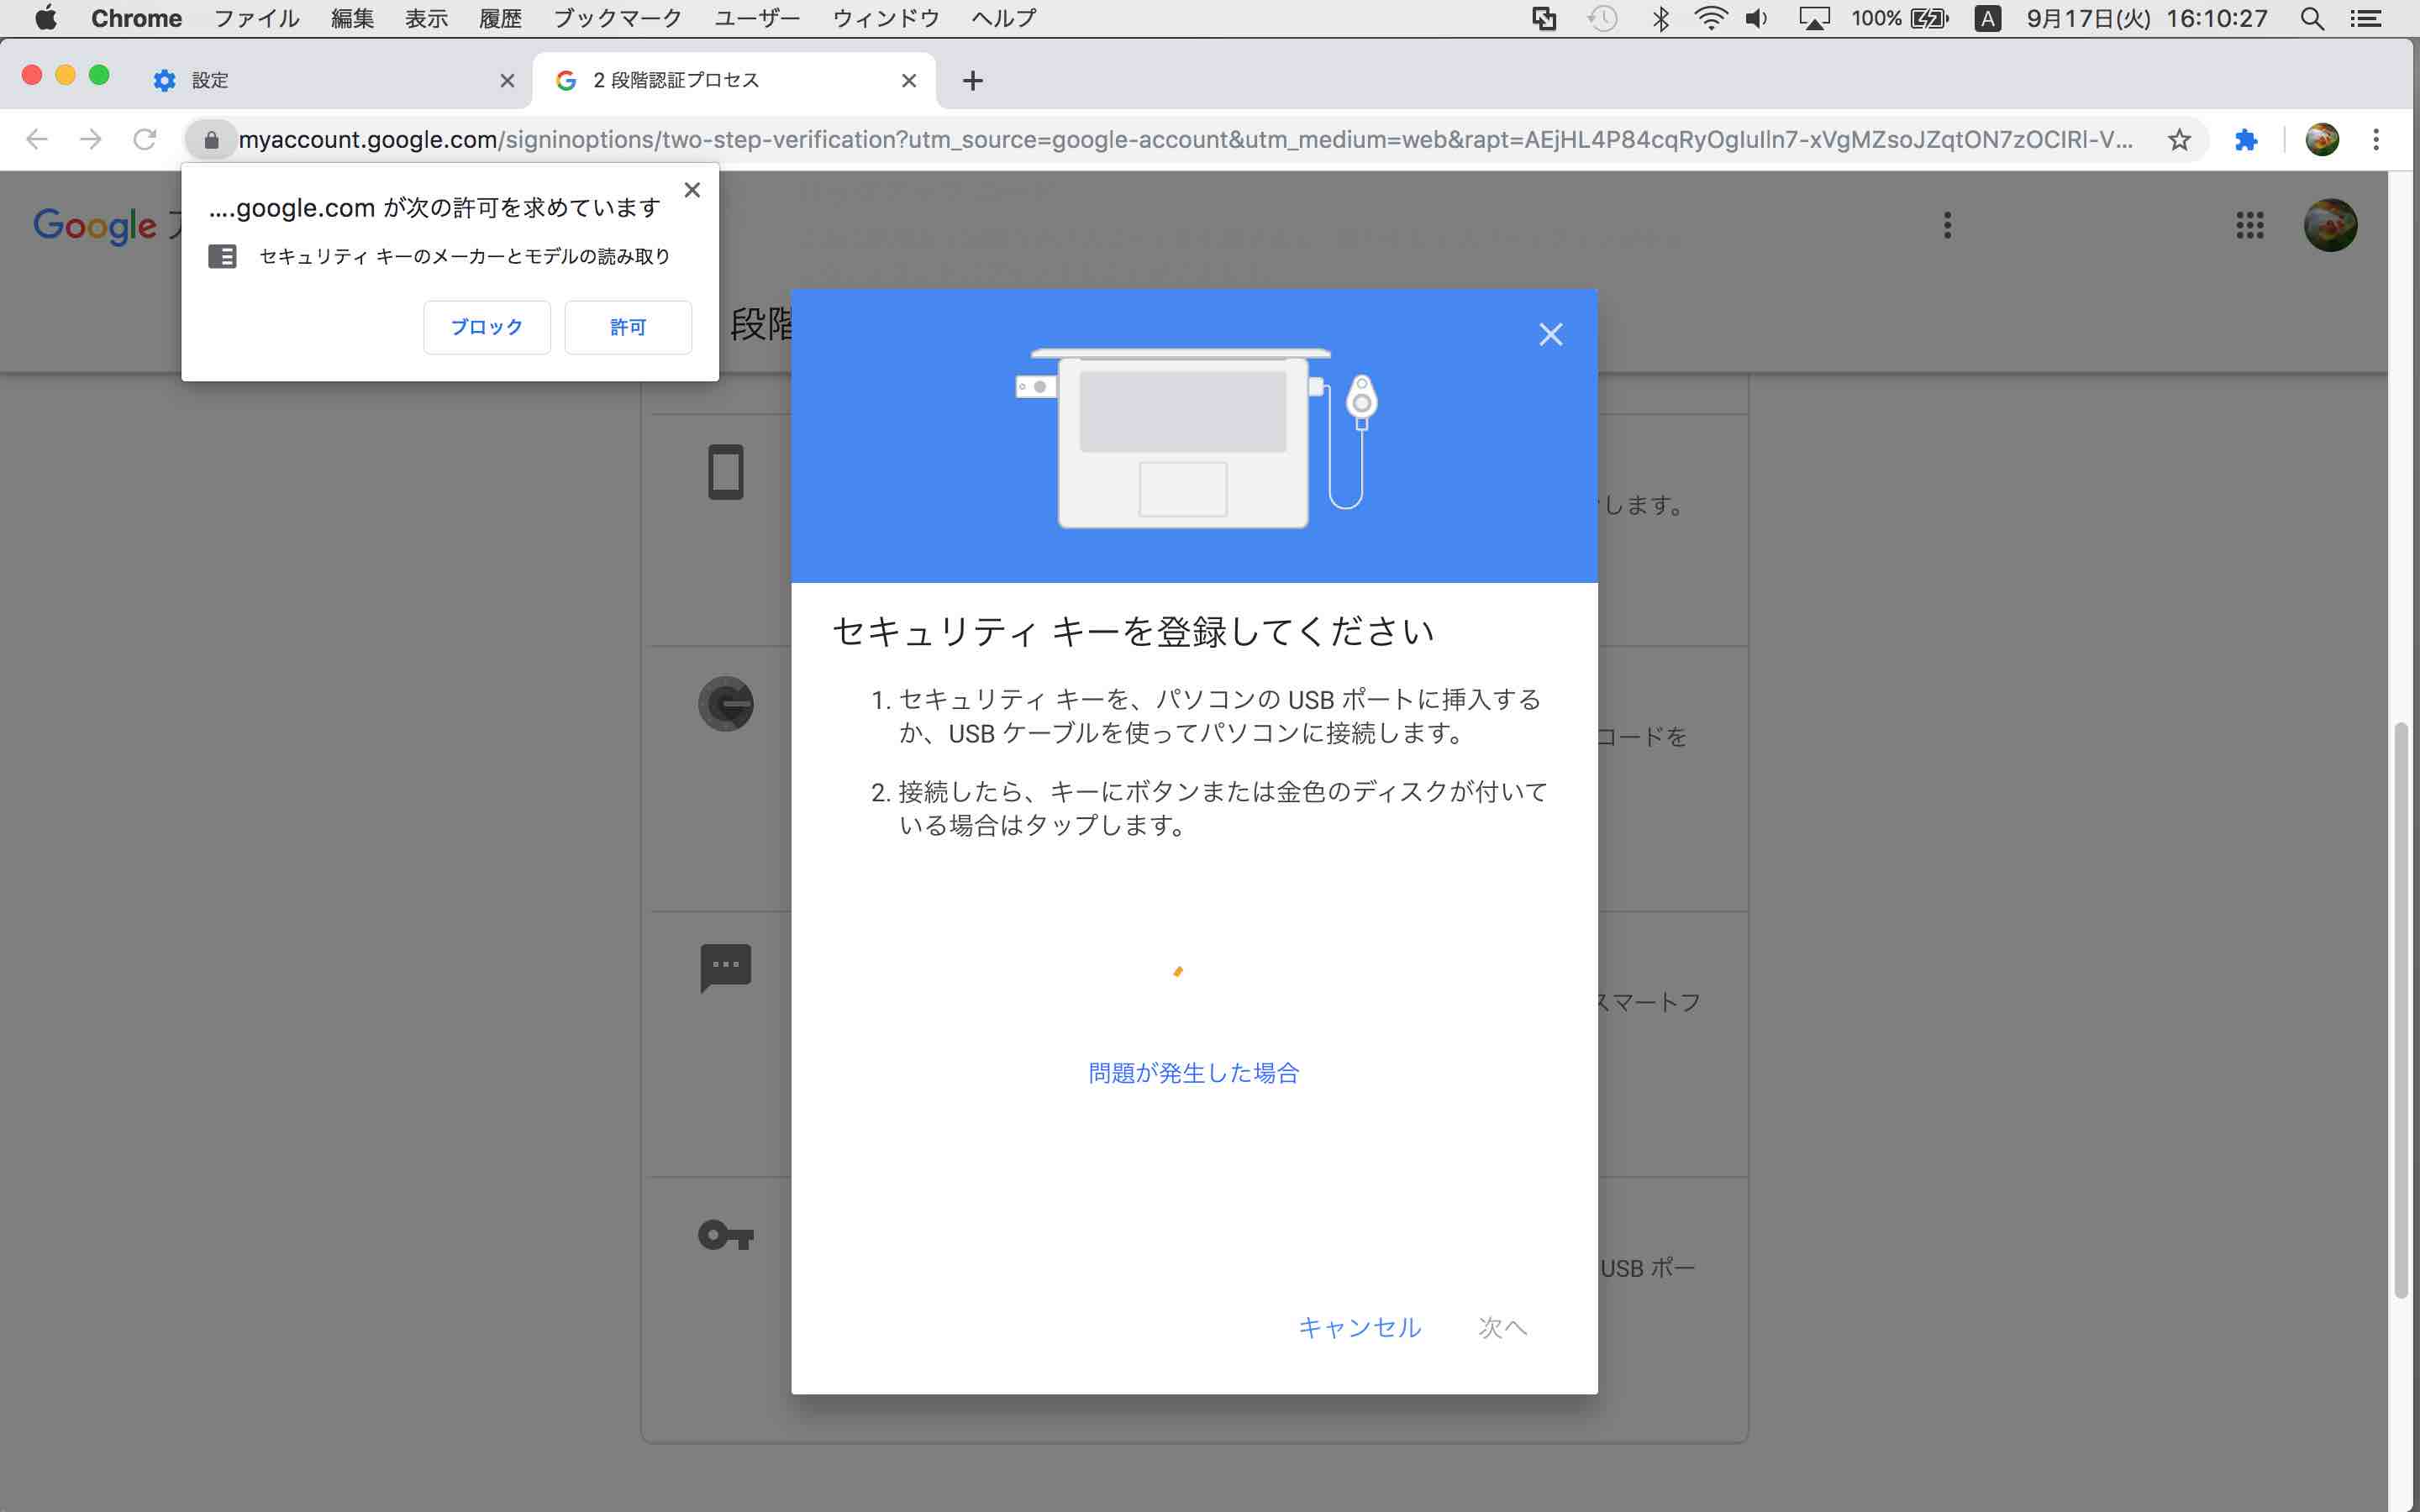 Chrome ファイル 編集 表示 履歴 ブックマーク ユーザー ウィンドウ ヘルプ 100% A 9月17日(火) 16:10:27
設定
2 段階認証プロセス
myaccount.google.com/signinoptions/two-step-verification?utm_source=google-account&utm_medium=web&rapt=AEjHL4P84cqRyOgIuIln7-xVgMZsoJZqtON7zOCIRl-V...
....google.com が次の許可を求めています
セキュリティ キーのメーカーとモデルの読み取り
ブロック 許可
Google
段階
セキュリティ キーを登録してください
1. セキュリティ キーを、パソコンの USB ポートに挿入する
か、USB ケーブルを使ってパソコンに接続します。
2. 接続したら、キーにボタンまたは金色のディスクが付いて
いる場合はタップします。
問題が発生した場合
キャンセル 次へ
します。
コードを
スマートフ
USB ポー